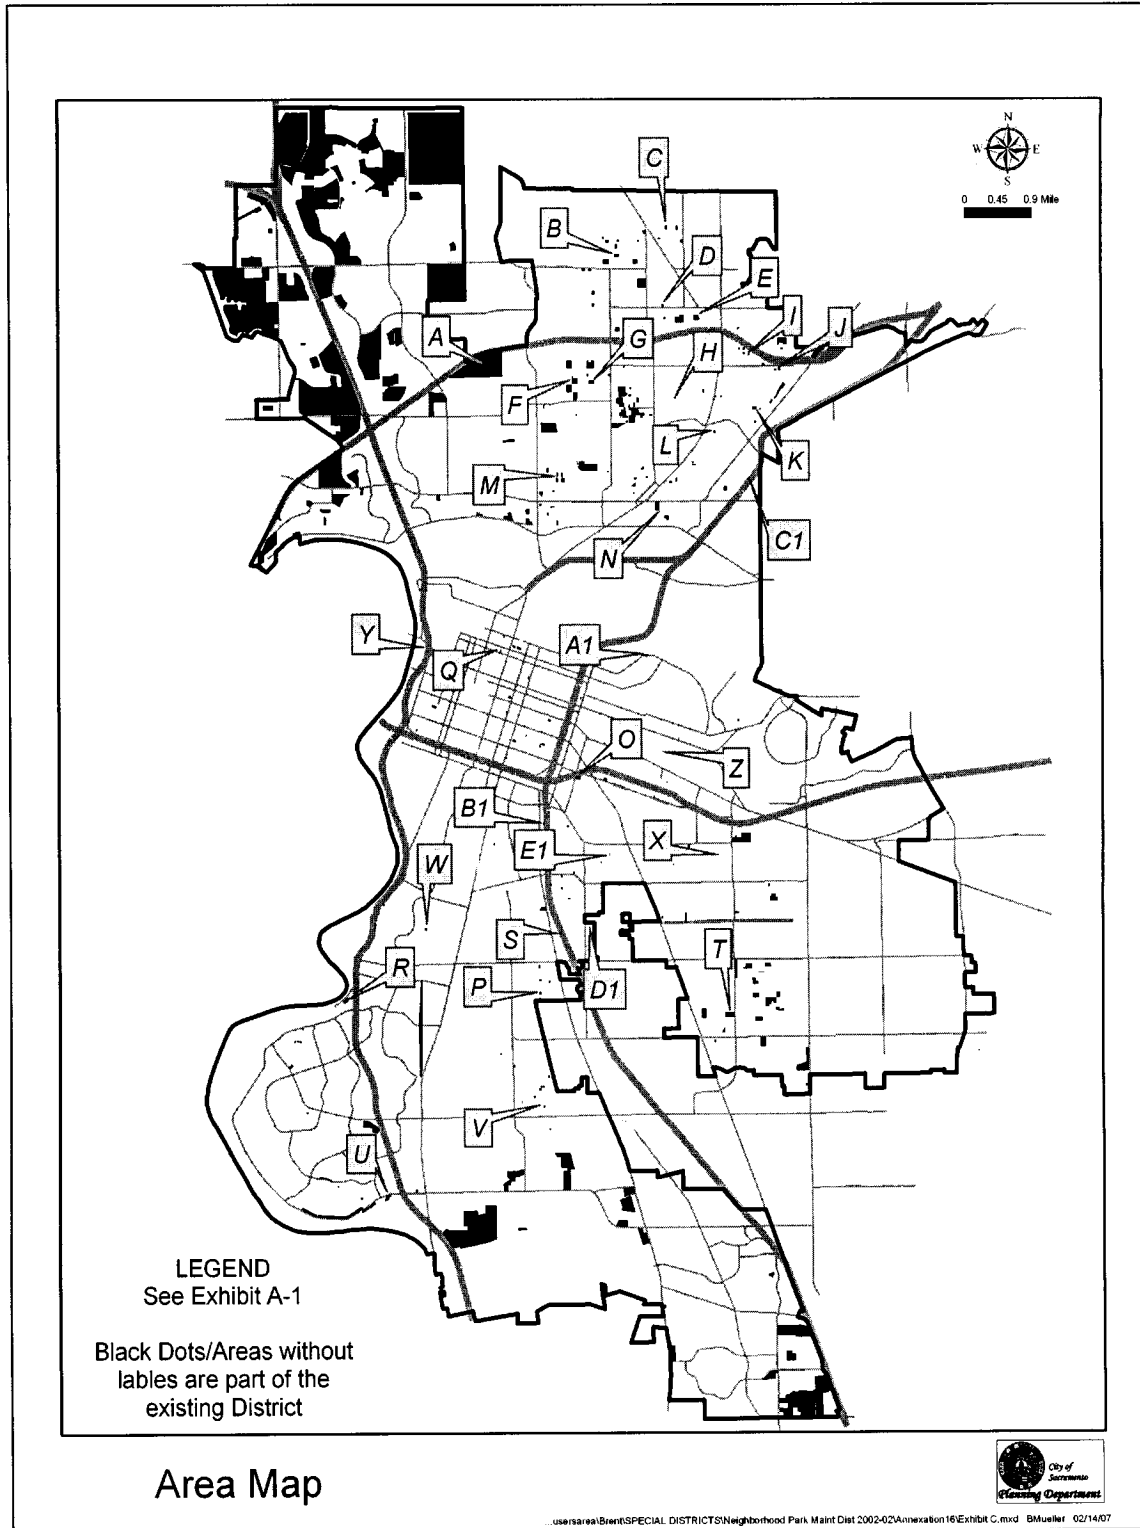 N
W E
S
0 0.45 0.9 Mile
C
B
D
E
I
J
A
G
H
F
L
K
M
C1
N
Y
A1
Q
O
Z
B1
E1
X
W
S
T
R
P
D1
V
U
LEGEND
See Exhibit A-1
Black Dots/Areas without
lables are part of the
existing District
Area Map
City of
Sacramento
Planning Department
...usersarea\Brent\SPECIAL DISTRICTS\Neighborhood Park Maint Dist 2002-02\Annexation16\Exhibit C.mxd BMueller 02/14/07